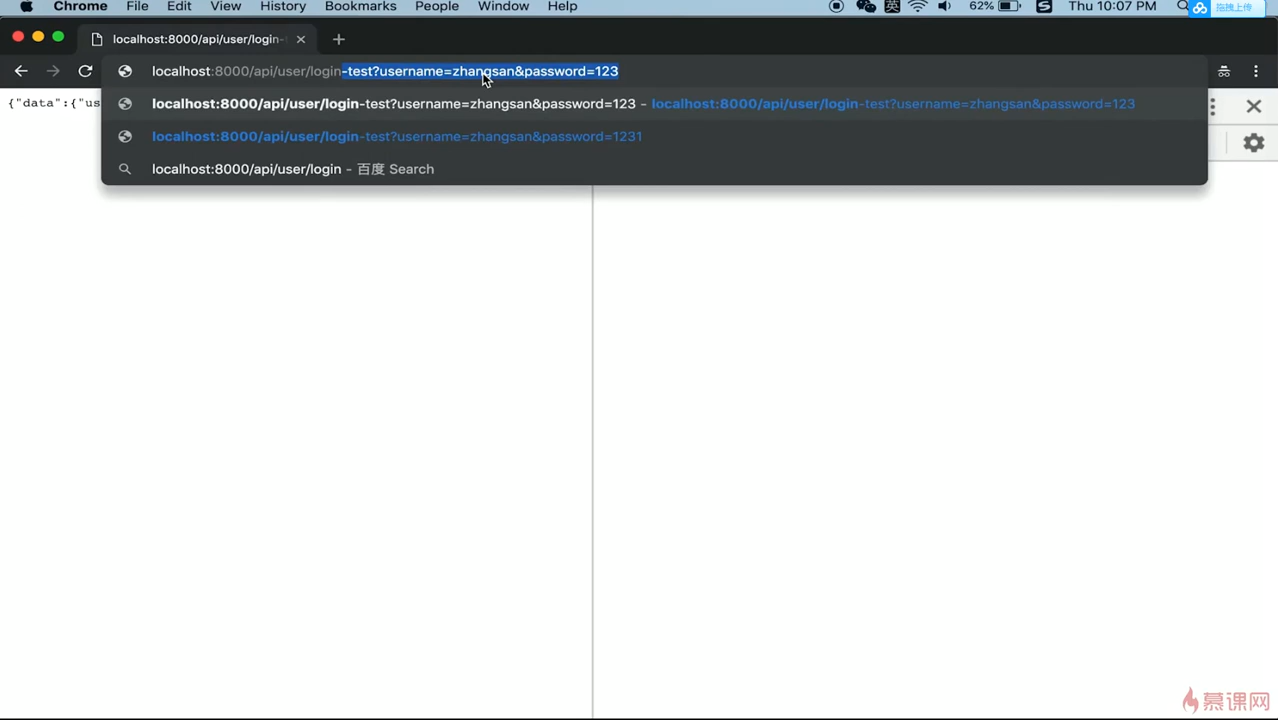 Chrome File Edit View History Bookmarks People Window Help 英 62% Thu 10:07 PM 拖拽上传
localhost:8000/api/user/login-
localhost:8000/api/user/login-test?username=zhangsan&password=123
{"data":{"us
localhost:8000/api/user/login-test?username=zhangsan&password=123 - localhost:8000/api/user/login-test?username=zhangsan&password=123
localhost:8000/api/user/login-test?username=zhangsan&password=1231
localhost:8000/api/user/login - 百度 Search
慕课网